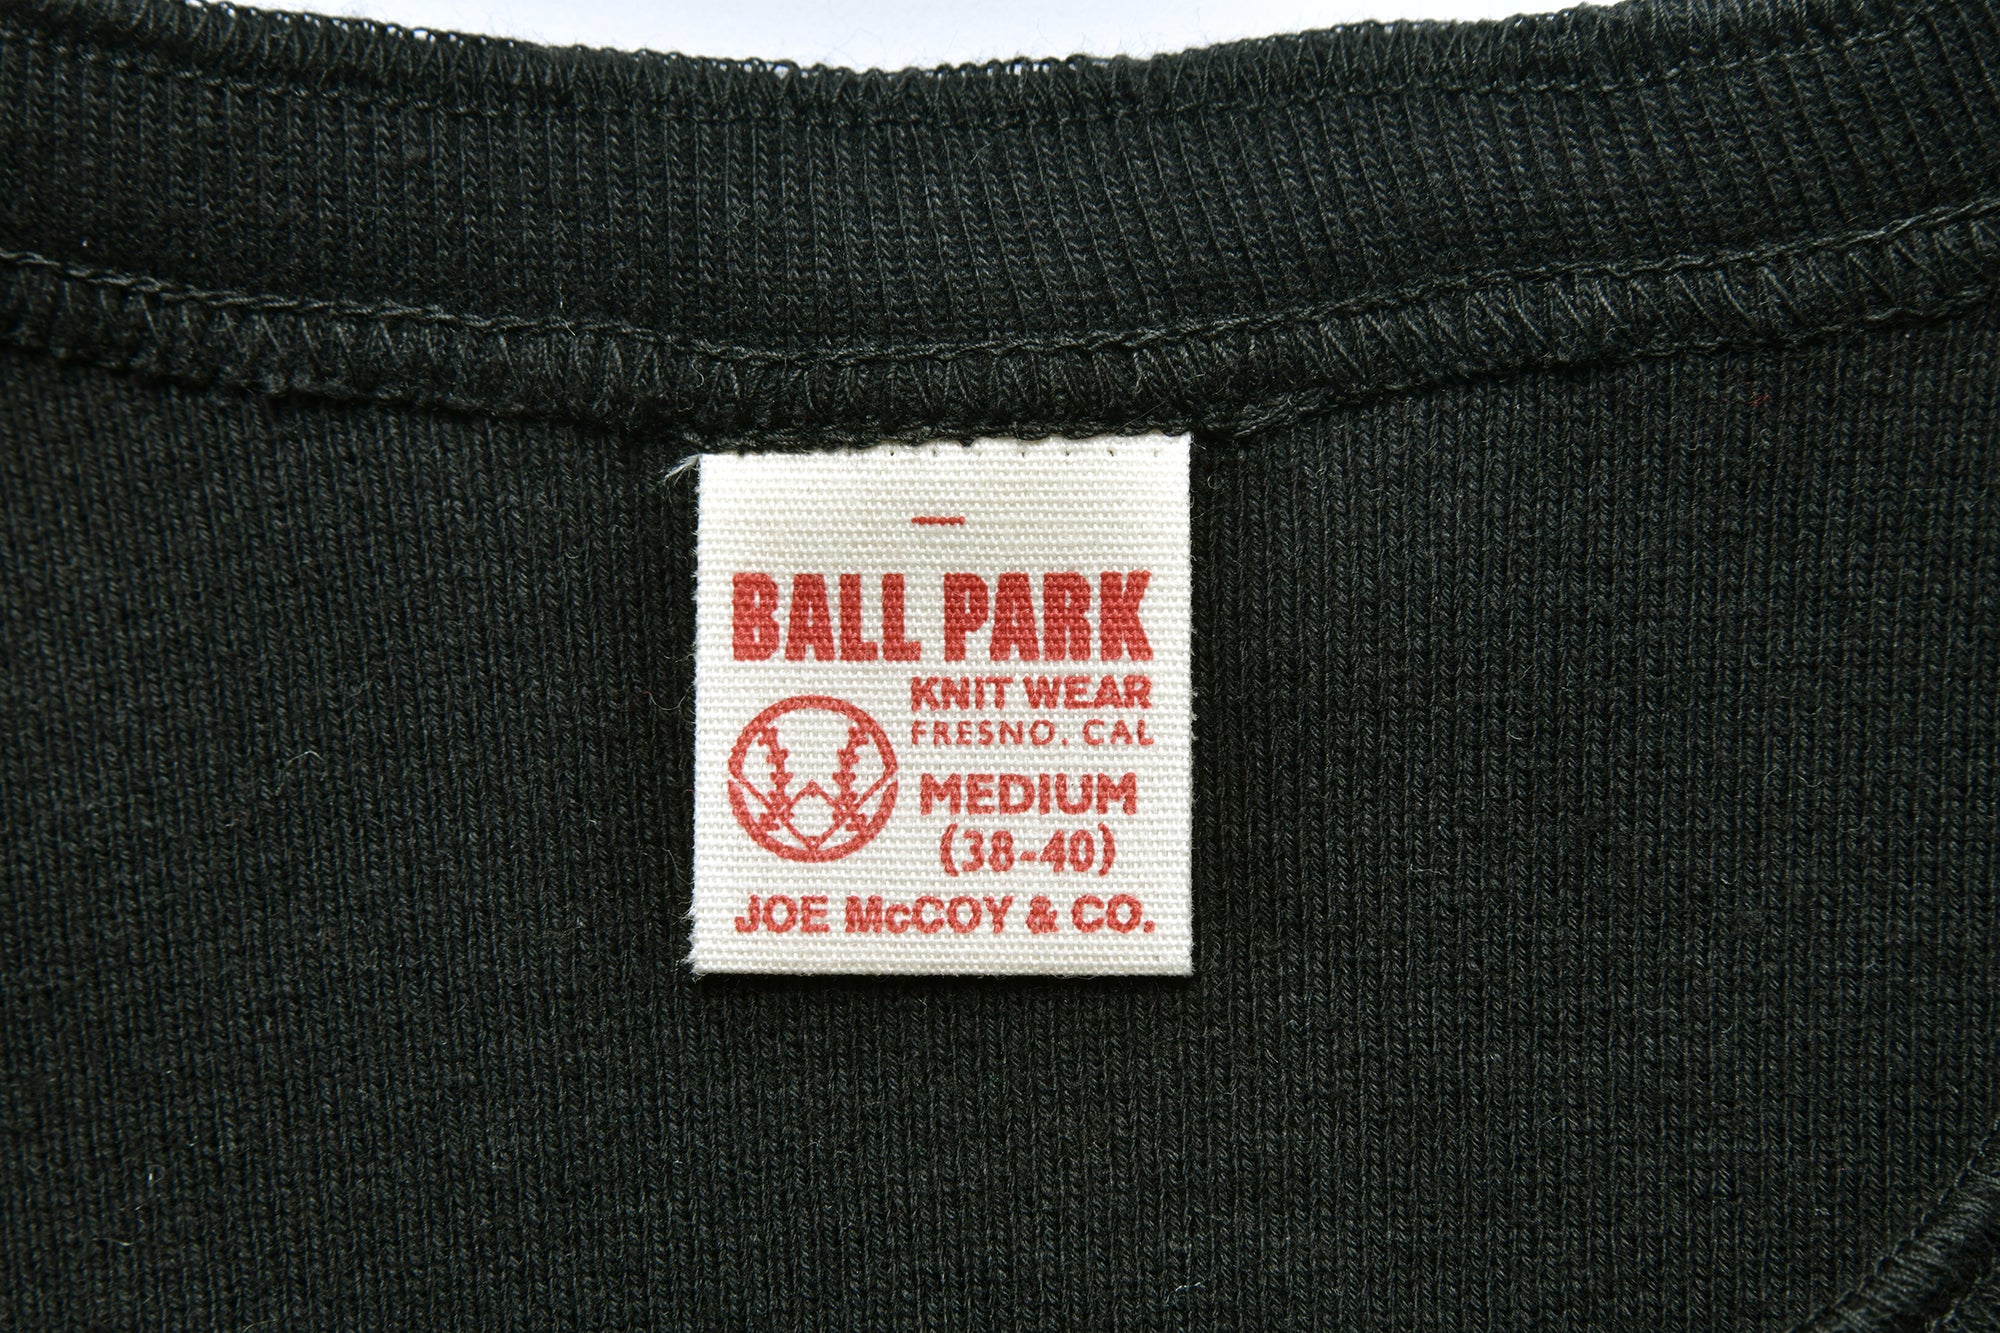 BALL PARK
KNIT WEAR
FRESNO, CAL
MEDIUM
(38-40)
JOE McCOY & CO.